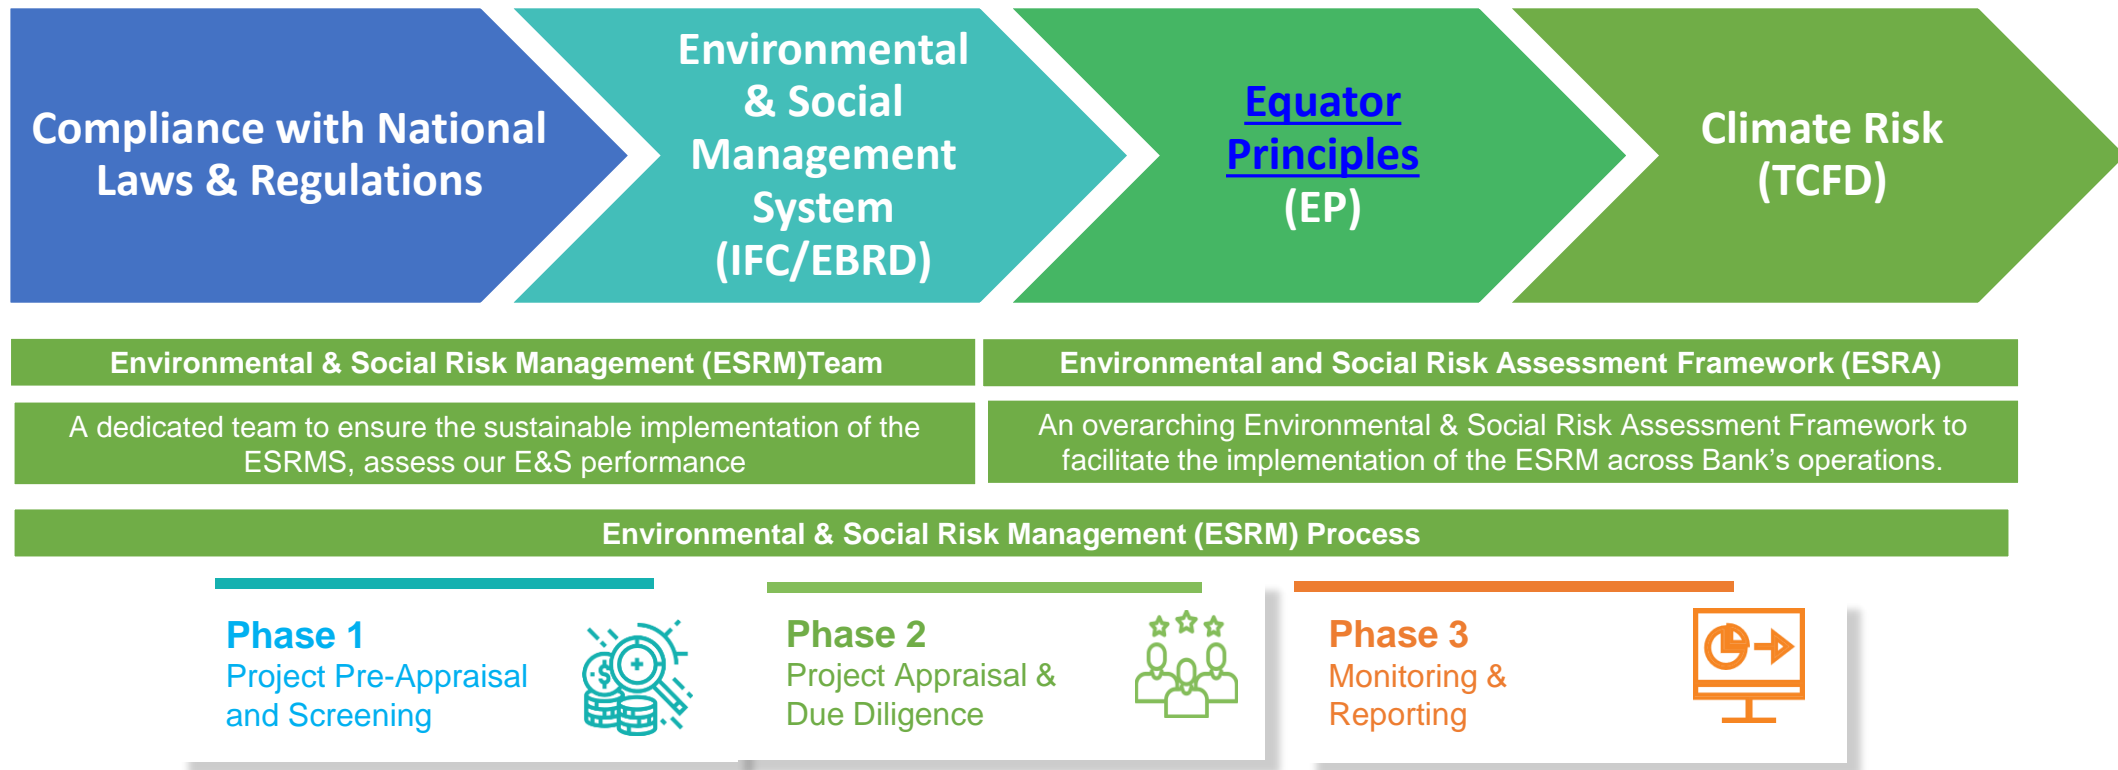 Compliance with National
Laws & Regulations
Environmental
& Social
Management
System
(IFC/EBRD)
Equator
Principles
(EP)
Climate Risk
(TCFD)
Environmental & Social Risk Management (ESRM)Team
Environmental and Social Risk Assessment Framework (ESRA)
A dedicated team to ensure the sustainable implementation of the
ESRMS, assess our E&S performance
An overarching Environmental & Social Risk Assessment Framework to
facilitate the implementation of the ESRM across Bank's operations.
Environmental & Social Risk Management (ESRM) Process
Phase 1
Project Pre-Appraisal
and Screening
$
Phase 2
Project Appraisal &
Due Diligence
Phase 3
Monitoring &
Reporting